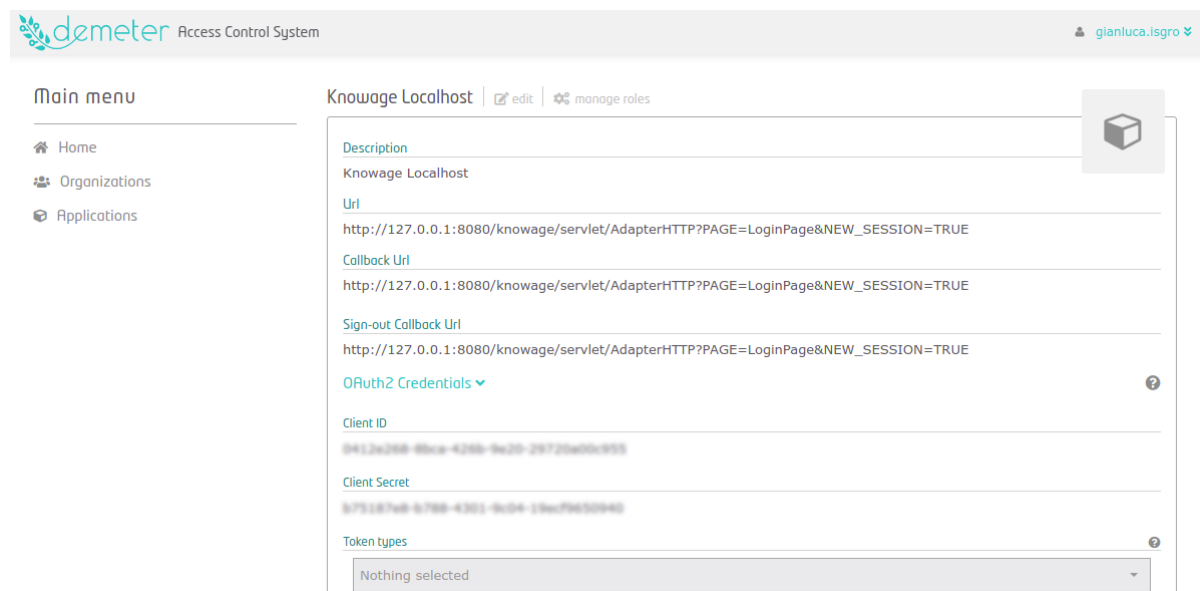 demeter Access Control System
gianluca.isgro
Main menu
Home
Organizations
Applications
Knowage Localhost
edit
manage roles
Description
Knowage Localhost
Url
http://127.0.0.1:8080/knowage/servlet/AdapterHTTP?PAGE=LoginPage&NEW_SESSION=TRUE
Callback Url
http://127.0.0.1:8080/knowage/servlet/AdapterHTTP?PAGE=LoginPage&NEW_SESSION=TRUE
Sign-out Callback Url
http://127.0.0.1:8080/knowage/servlet/AdapterHTTP?PAGE=LoginPage&NEW_SESSION=TRUE
OAuth2 Credentials
Client ID
Client Secret
Token types
Nothing selected